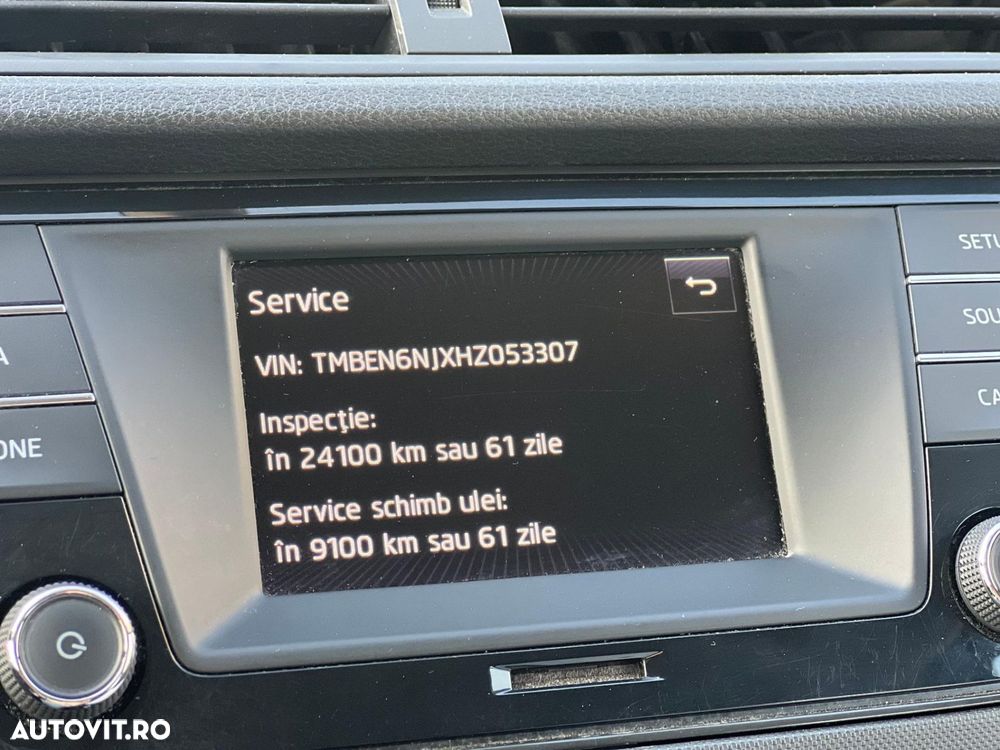 Service
VIN: TMBEN6NJXHZ053307
Inspecţie:
în 24100 km sau 61 zile
Service schimb ulei:
în 9100 km sau 61 zile
SETU
SOU
CA
A
ONE
AUTOVIT.RO